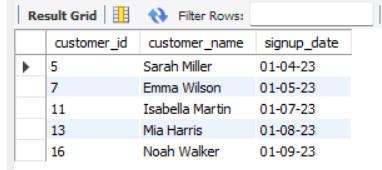 Result Grid Filter Rows:
customer_id customer_name signup_date
5 Sarah Miller 01-04-23
7 Emma Wilson 01-05-23
11 Isabella Martin 01-07-23
13 Mia Harris 01-08-23
16 Noah Walker 01-09-23